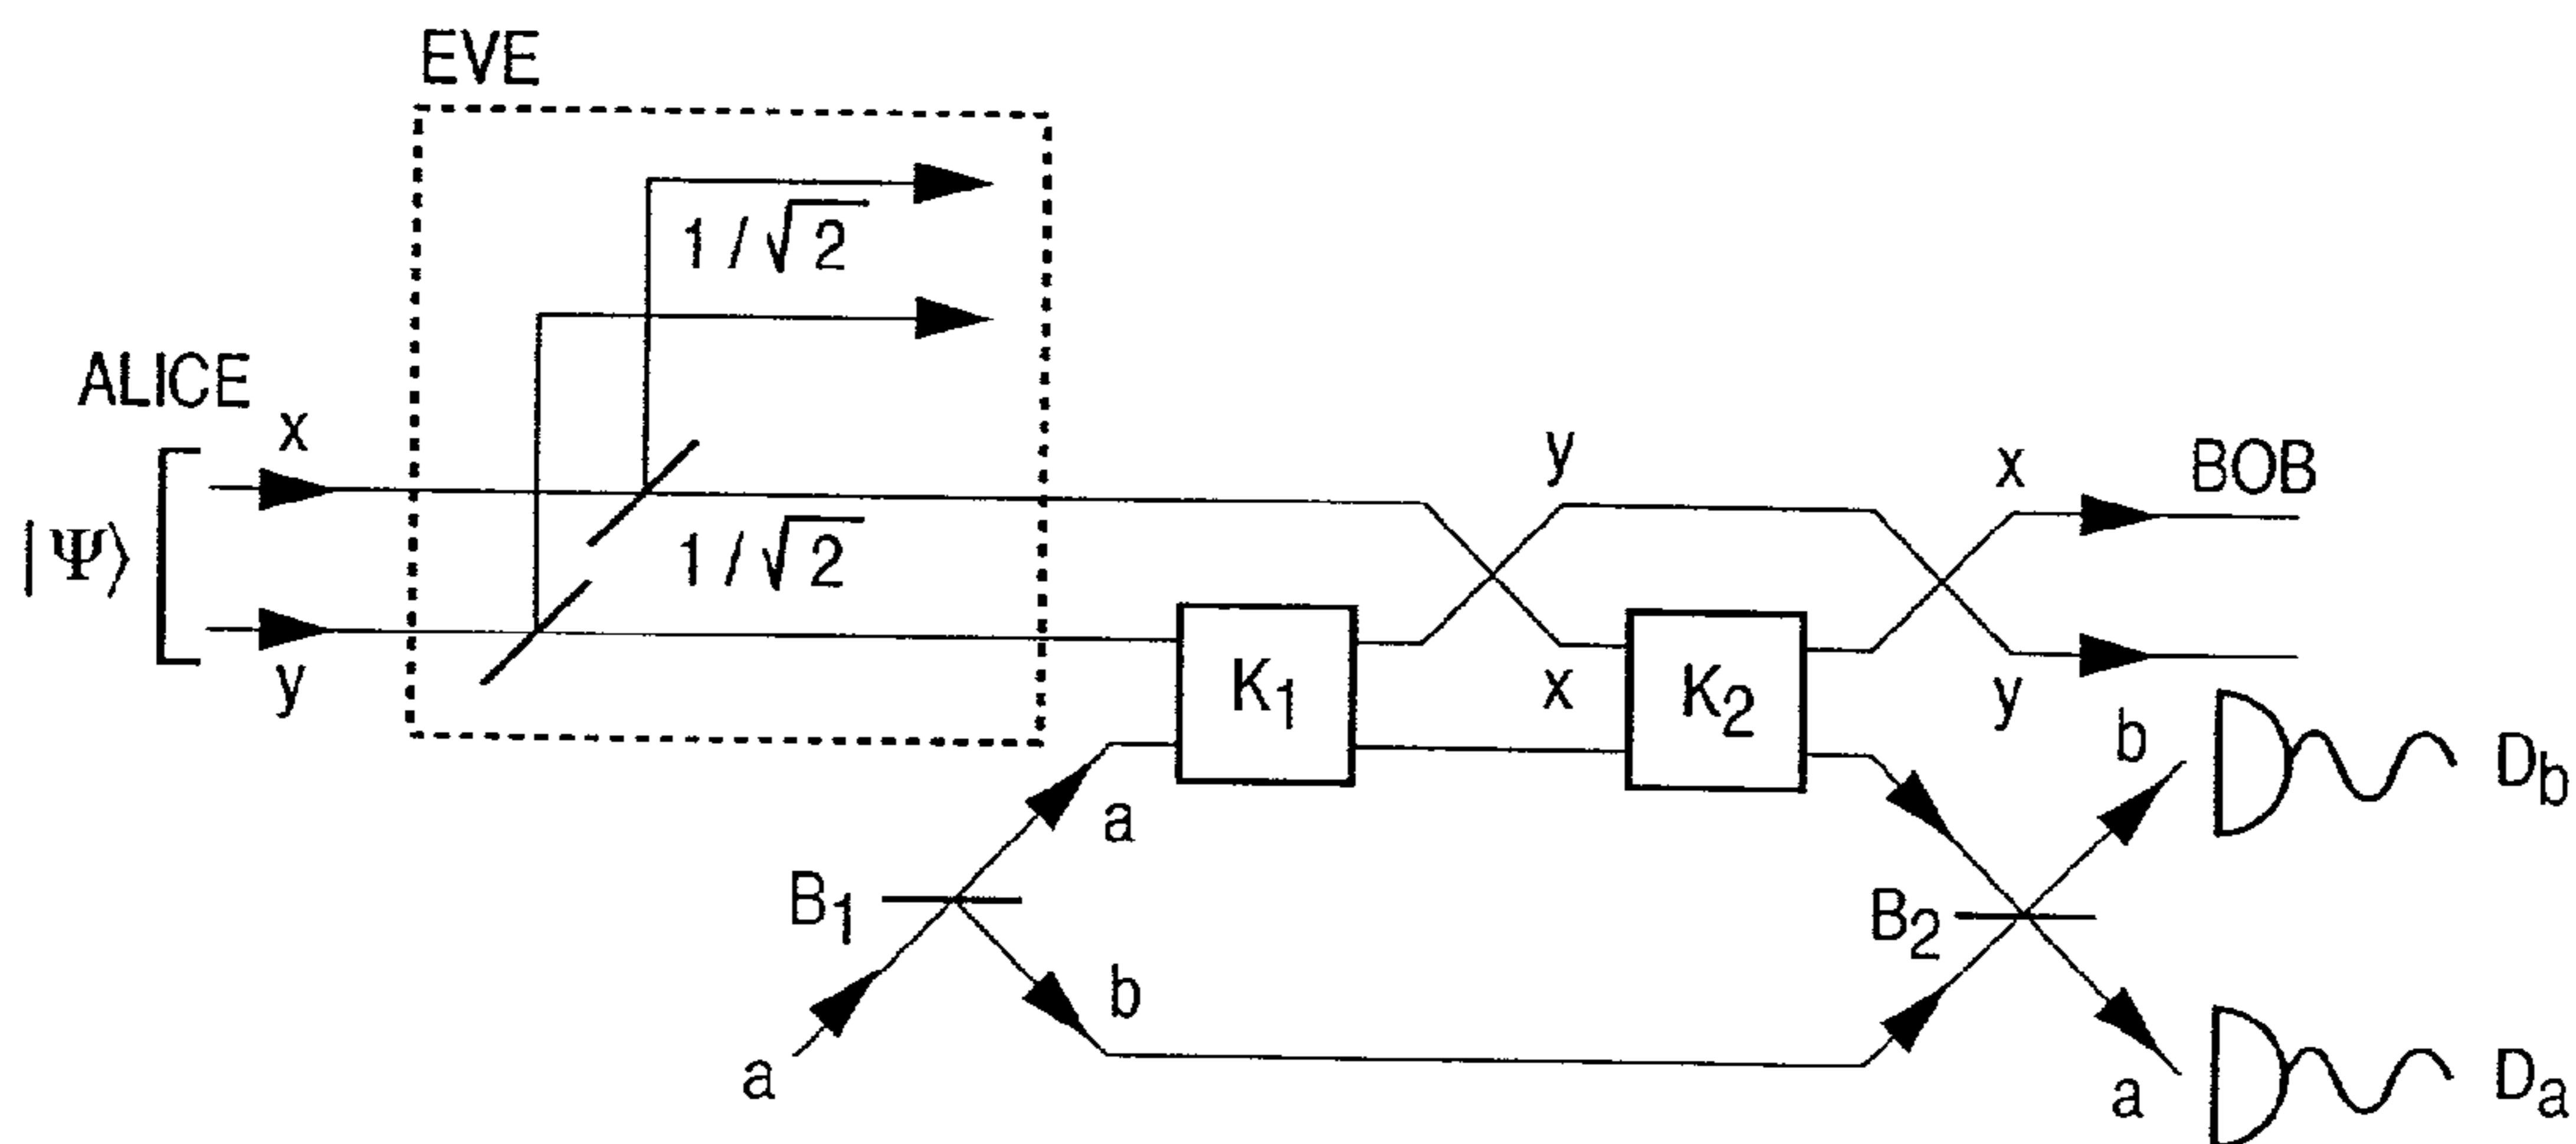 EVE
1/√2
ALICE
x
1/√2
|Ψ⟩
y
y
x
BOB
K1
x
K2
y
b
Db
a
B1
B2
b
a
a
Da